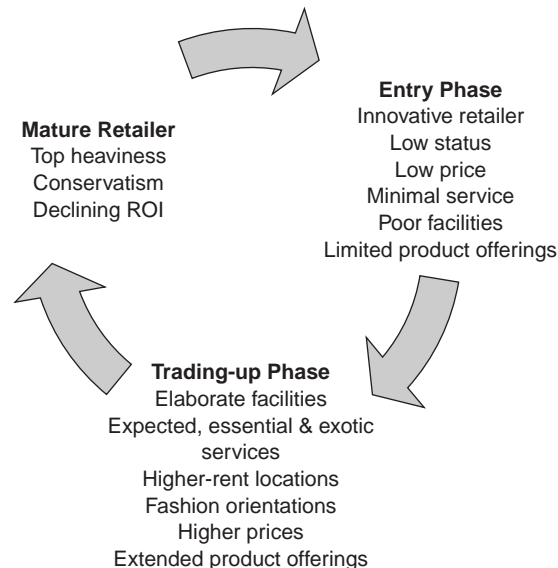 Entry Phase
Innovative retailer
Low status
Low price
Minimal service
Poor facilities
Limited product offerings
Trading-up Phase
Elaborate facilities
Expected, essential & exotic
services
Higher-rent locations
Fashion orientations
Higher prices
Extended product offerings
Mature Retailer
Top heaviness
Conservatism
Declining ROI